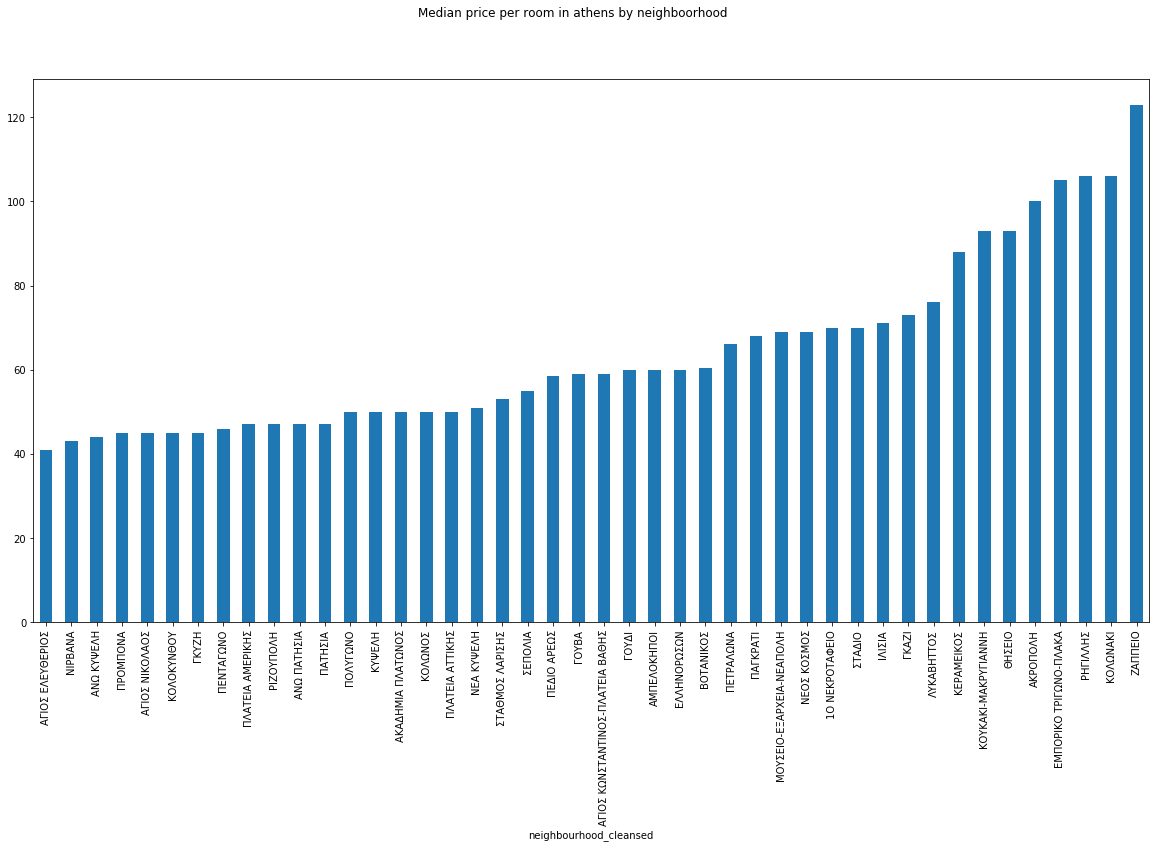 Median price per room in athens by neighboorhood
120
100
80
60
40
20
0
ΑΓΙΟΣ ΕΛΕΥΘΕΡΙΟΣ
ΝΙΡΒΑΝΑ
ΑΝΩ ΚΥΨΕΛΗ
ΠΡΟΜΠΟΝΑ
ΑΓΙΟΣ ΝΙΚΟΛΑΟΣ
ΚΟΛΟΚΥΝΘΟΥ
ΓΚΥΖΗ
ΠΕΝΤΑΓΩΝΟ
ΠΛΑΤΕΙΑ ΑΜΕΡΙΚΗΣ
ΡΙΖΟΥΠΟΛΗ
ΑΝΩ ΠΑΤΗΣΙΑ
ΠΑΤΗΣΙΑ
ΠΟΛΥΓΩΝΟ
ΚΥΨΕΛΗ
ΑΚΑΔΗΜΙΑ ΠΛΑΤΩΝΟΣ
ΚΟΛΩΝΟΣ
ΠΛΑΤΕΙΑ ΑΤΤΙΚΗΣ
ΝΕΑ ΚΥΨΕΛΗ
ΣΤΑΘΜΟΣ ΛΑΡΙΣΗΣ
ΣΕΠΟΛΙΑ
ΠΕΔΙΟ ΑΡΕΩΣ
ΓΟΥΒΑ
ΑΓΙΟΣ ΚΩΝΣΤΑΝΤΙΝΟΣ-ΠΛΑΤΕΙΑ ΒΑΘΗΣ
ΓΟΥΔΙ
ΑΜΠΕΛΟΚΗΠΟΙ
ΕΛΛΗΝΟΡΩΣΩΝ
ΒΟΤΑΝΙΚΟΣ
ΠΕΤΡΑΛΩΝΑ
ΠΑΓΚΡΑΤΙ
ΜΟΥΣΕΙΟ-ΕΞΑΡΧΕΙΑ-ΝΕΑΠΟΛΗ
ΝΕΟΣ ΚΟΣΜΟΣ
1Ο ΝΕΚΡΟΤΑΦΕΙΟ
ΣΤΑΔΙΟ
ΙΛΙΣΙΑ
ΓΚΑΖΙ
ΛΥΚΑΒΗΤΤΟΣ
ΚΕΡΑΜΕΙΚΟΣ
ΚΟΥΚΑΚΙ-ΜΑΚΡΥΓΙΑΝΝΗ
ΘΗΣΕΙΟ
ΑΚΡΟΠΟΛΗ
ΕΜΠΟΡΙΚΟ ΤΡΙΓΩΝΟ-ΠΛΑΚΑ
ΡΗΓΙΛΛΗΣ
ΚΟΛΩΝΑΚΙ
ΖΑΠΠΕΙΟ
neighbourhood_cleansed